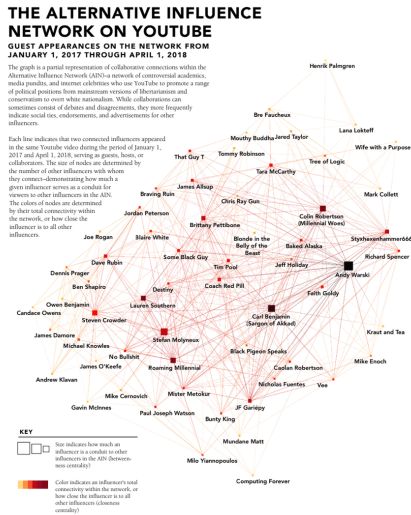 THE ALTERNATIVE INFLUENCE
NETWORK ON YOUTUBE
GUEST APPEARANCES ON THE NETWORK FROM
JANUARY 1, 2017 THROUGH APRIL 1, 2018
The graph is a partial representation of collaborative connections within the
Alternative Influence Network (AIN)–a network of controversial academics,
media pundits, and internet celebrities who use YouTube to promote a range
of political positions from mainstream versions of libertarianism and
conservatism to overt white nationalism. While collaborations can
sometimes consist of debates and disagreements, they more frequently
indicate social ties, endorsements, and advertisements for other
influencers.
Each line indicates that two connected influencers appeared
in the same Youtube video during the period of January 1,
2017 and April 1, 2018, serving as guests, hosts, or
collaborators. The size of nodes are determined by
the number of other influencers with whom
they connect–demonstrating how much a
given influencer serves as a conduit for
viewers to other influencers in the AIN.
The colors of nodes are determined
by their total connectivity within
the network, or how close the
influencer is to all other
influencers.
Henrik Palmgren
Bre Faucheux
Lana Lokteff
Mouthy Buddha
Jared Taylor
Wife with a Purpose
That Guy T
Tommy Robinson
Tree of Logic
Tara McCarthy
James Allsup
Braving Ruin
Mark Collett
Chris Ray Gun
Jordan Peterson
Colin Robertson
(Millennial Woes)
Brittany Pettibone
Joe Rogan
Blaire White
Blonde in the
Belly of the
Beast
Baked Alaska
Styxhexenhammer666
Dave Rubin
Some Black Guy
Richard Spencer
Tim Pool
Jeff Holiday
Andy Warski
Dennis Prager
Ben Shapiro
Destiny
Coach Red Pill
Feith Goldy
Owen Benjamin
Lauren Southern
Candace Owens
Steven Crowder
Carl Benjamin
(Sargon of Akkad)
James Damore
Stefan Molyneux
Kraut and Tea
Michael Knowles
No Bullshit
Black Pigeon Speaks
James O'Keefe
Roaming Millennial
Caolan Robertson
Mike Enoch
Andrew Klavan
Nicholas Fuentes
Vee
Mike Cernovich
Mister Metokur
Gavin McInnes
Paul Joseph Watson
JF Gariépy
Bunty King
Mundane Matt
Milo Yiannopoulos
Computing Forever
KEY
Size indicates how much an
influencer is a conduit to other
influencers in the AIN (between-
ness centrality)
Color indicates an influencer's total
connectivity within the network, or
how close the influencer is to all
other influencers (closeness
centrality)